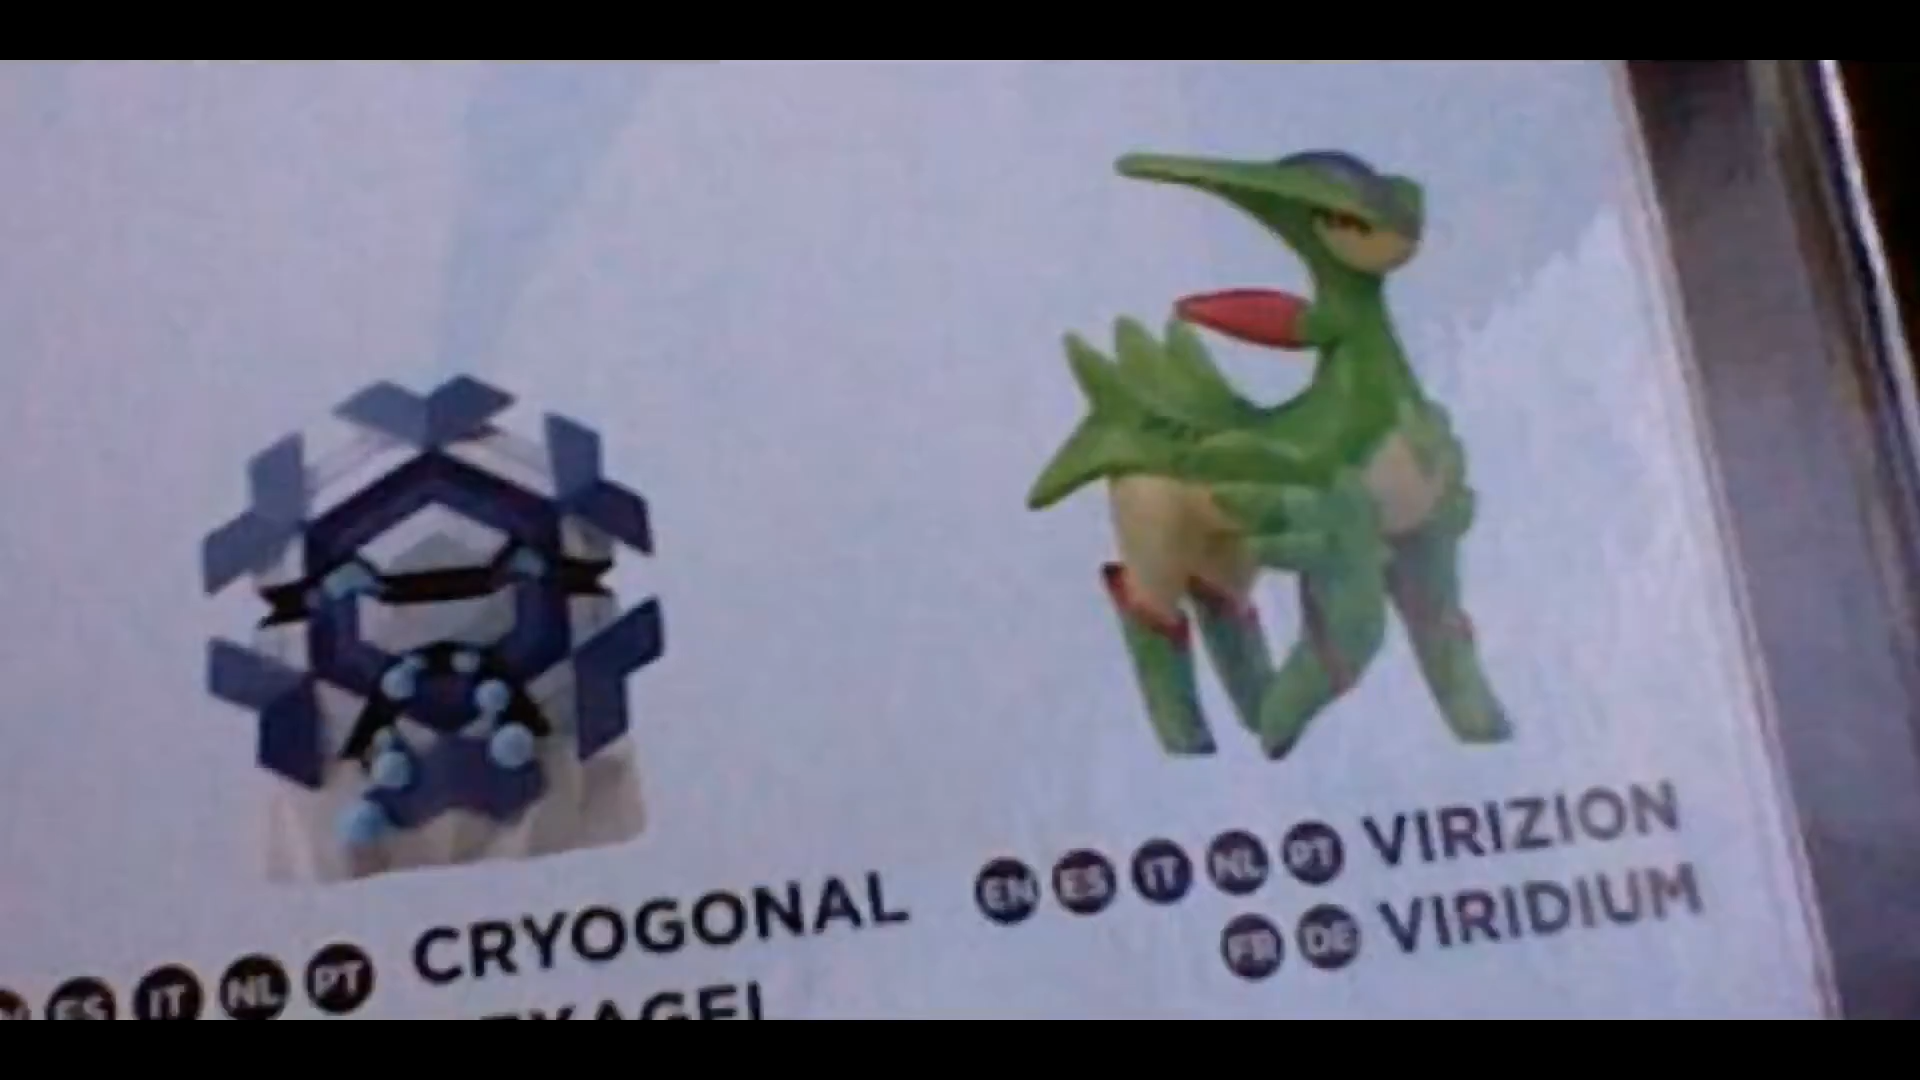 ES IT NL PT CRYOGONAL
EN ES IT NL PT VIRIZION
FR DE VIRIDIUM